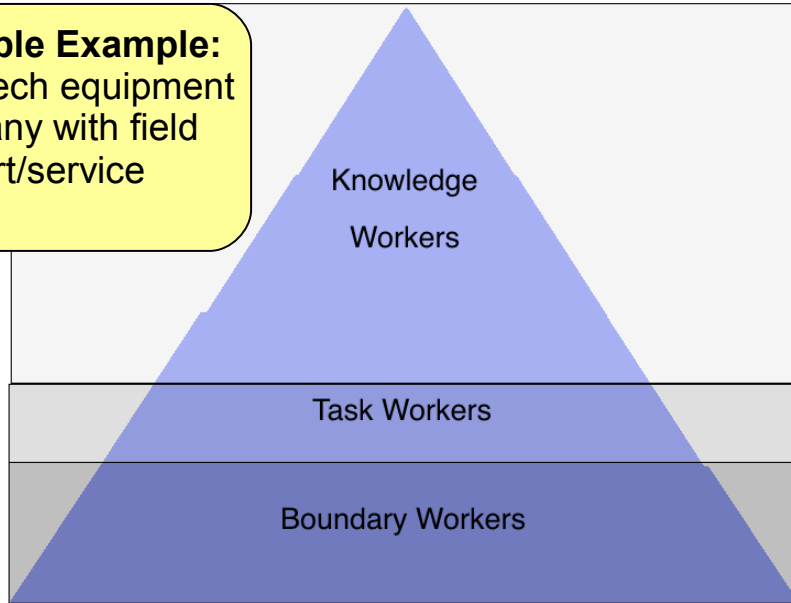 ple Example:
ech equipment
any with field
rt/service
Knowledge
Workers
Task Workers
Boundary Workers